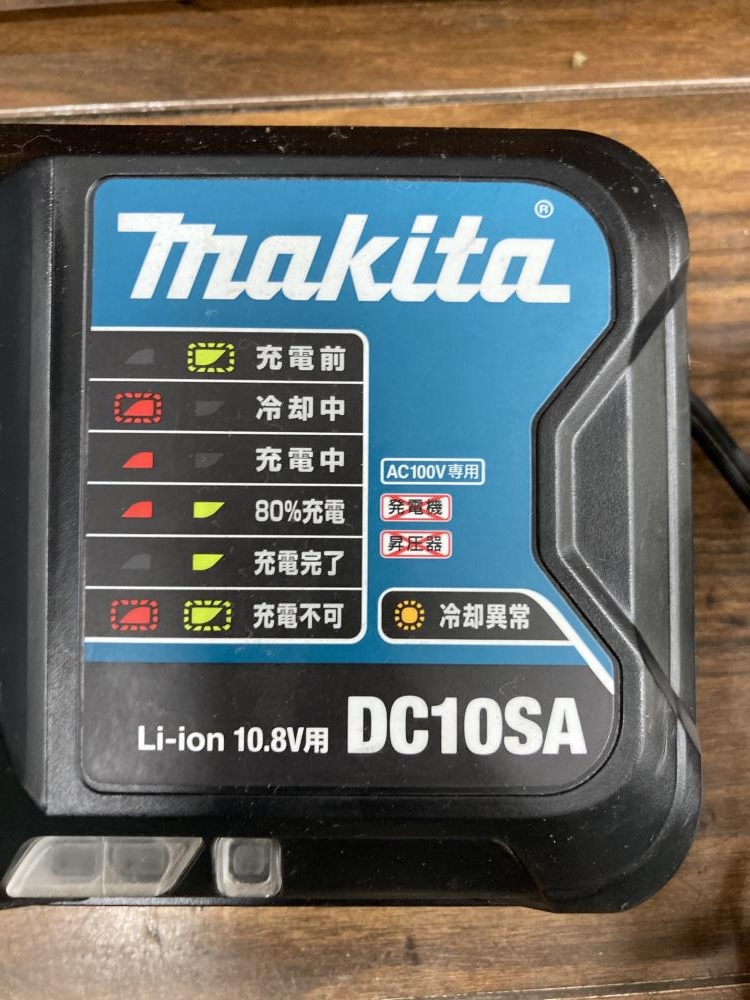 makita®
充電前
冷却中
充電中
80%充電
充電完了
充電不可
AC100V専用
発電機
昇圧器
冷却異常
Li-ion 10.8V用 DC10SA